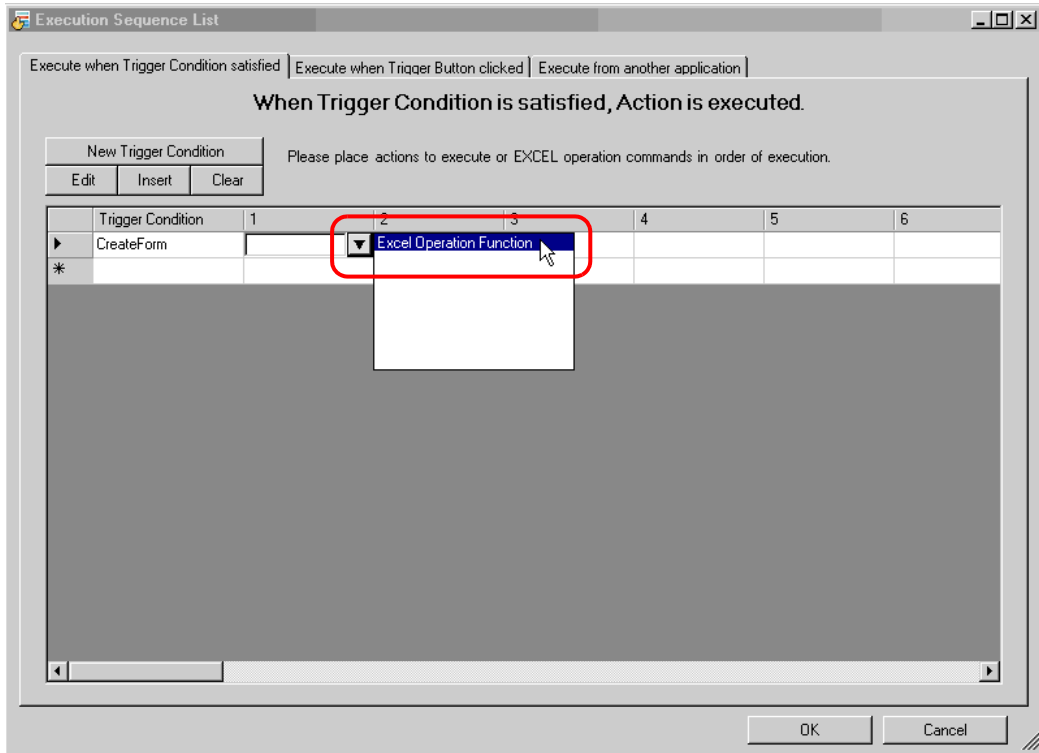 Execution Sequence List
Execute when Trigger Condition satisfied Execute when Trigger Button clicked Execute from another application
When Trigger Condition is satisfied, Action is executed.
New Trigger Condition
Please place actions to execute or EXCEL operation commands in order of execution.
Edit Insert Clear
Trigger Condition 1 2 3 4 5 6
CreateForm Excel Operation Function
OK Cancel